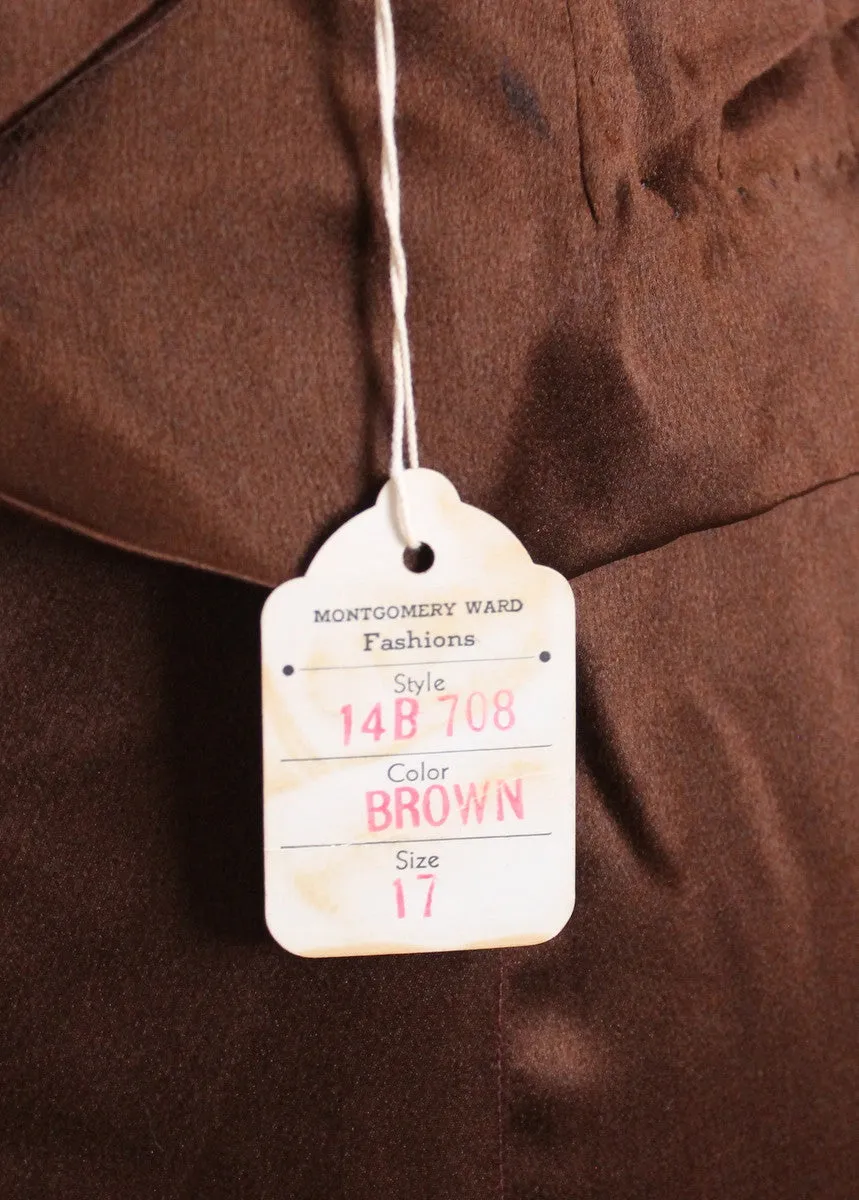 MONTGOMERY WARD
Fashions
Style
14B 708
Color
BROWN
Size
17